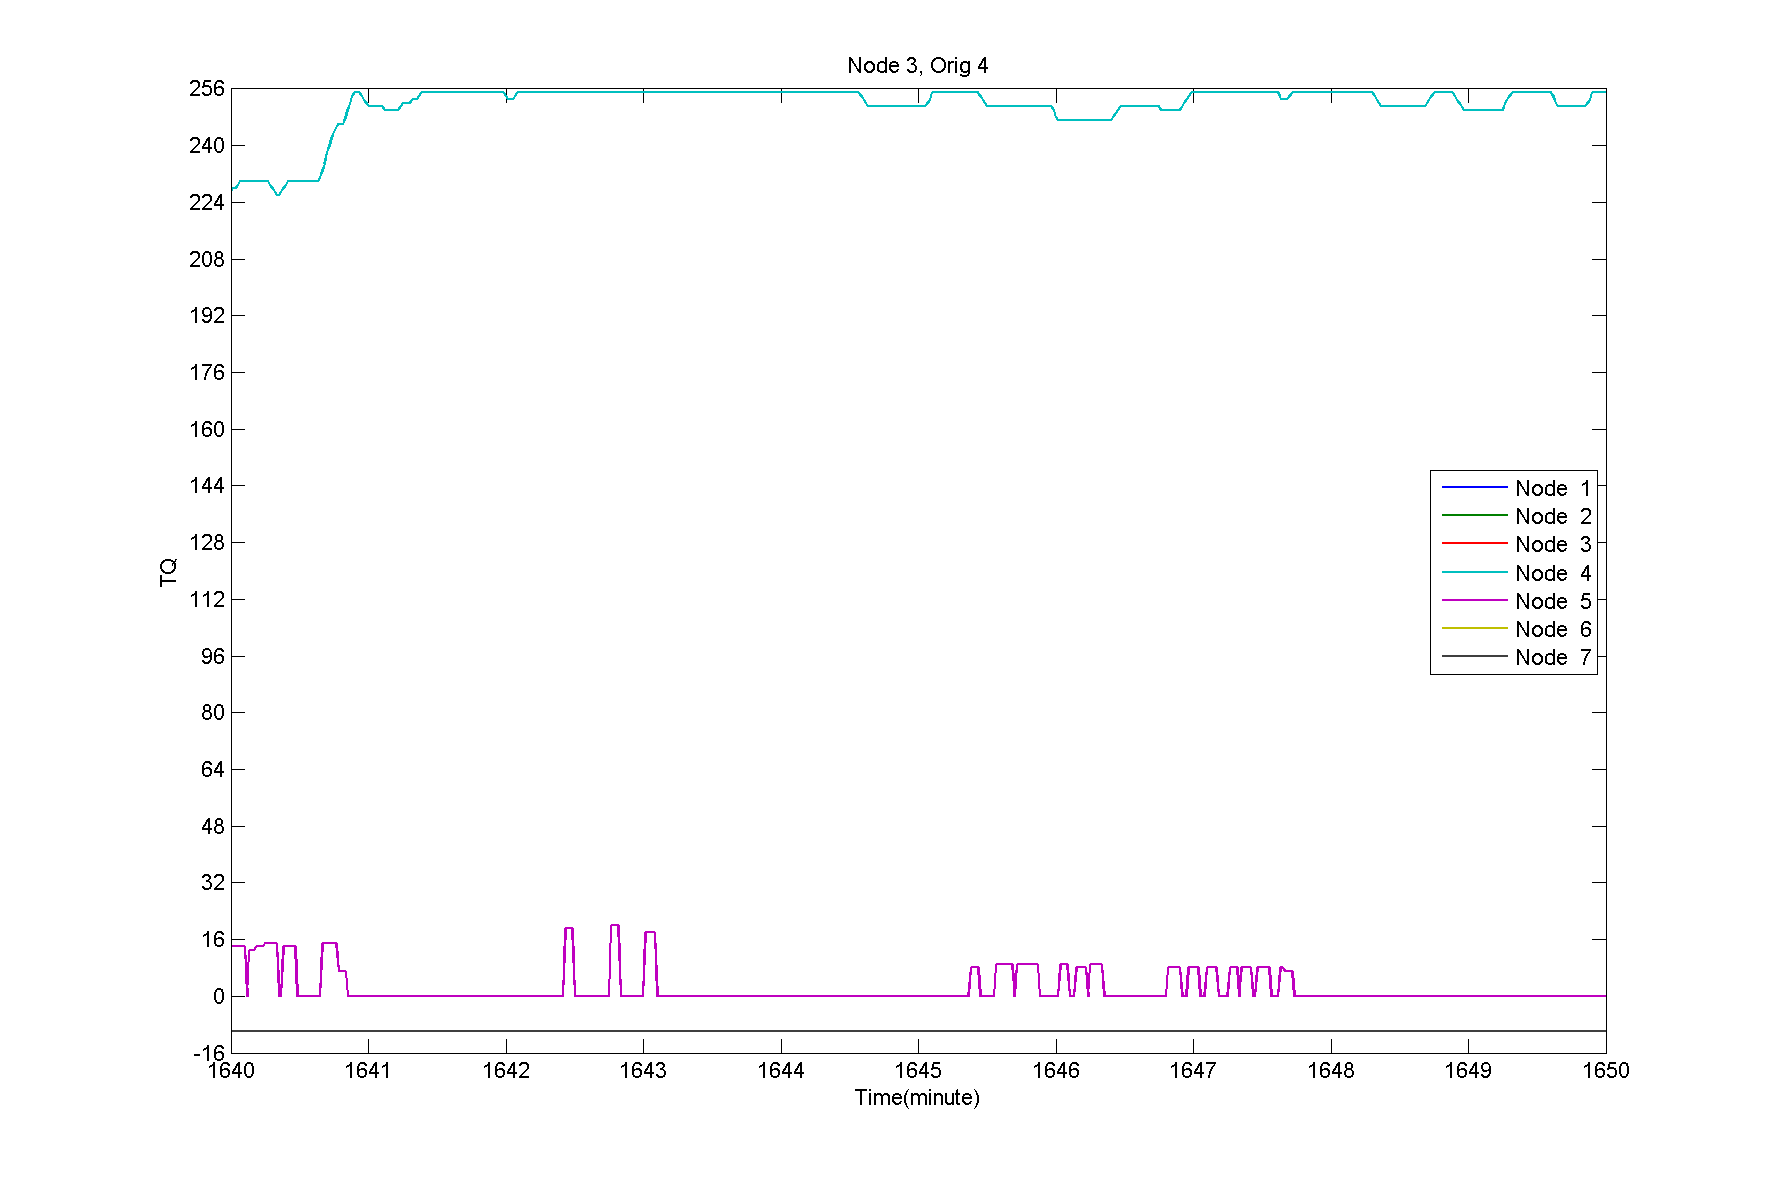 Node 3, Orig 4
256
240
224
208
192
176
160
144
128
112
96
80
64
48
32
16
0
-16
TQ
Node 1
Node 2
Node 3
Node 4
Node 5
Node 6
Node 7
1640 1641 1642 1643 1644 1645 1646 1647 1648 1649 1650
Time(minute)